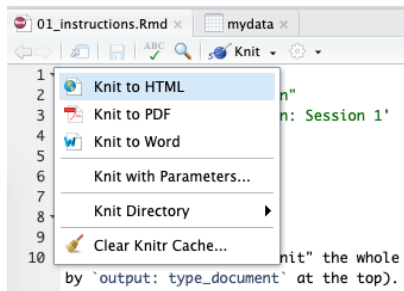 01_instructions.Rmd × mydata ×
ABC Knit
1
Knit to HTML
2 n"
Knit to PDF
3 n: Session 1'
4
Knit to Word
5
6 Knit with Parameters...
7
Knit Directory
8
9
Clear Knitr Cache...
10 nit" the whole
by `output: type_document` at the top).